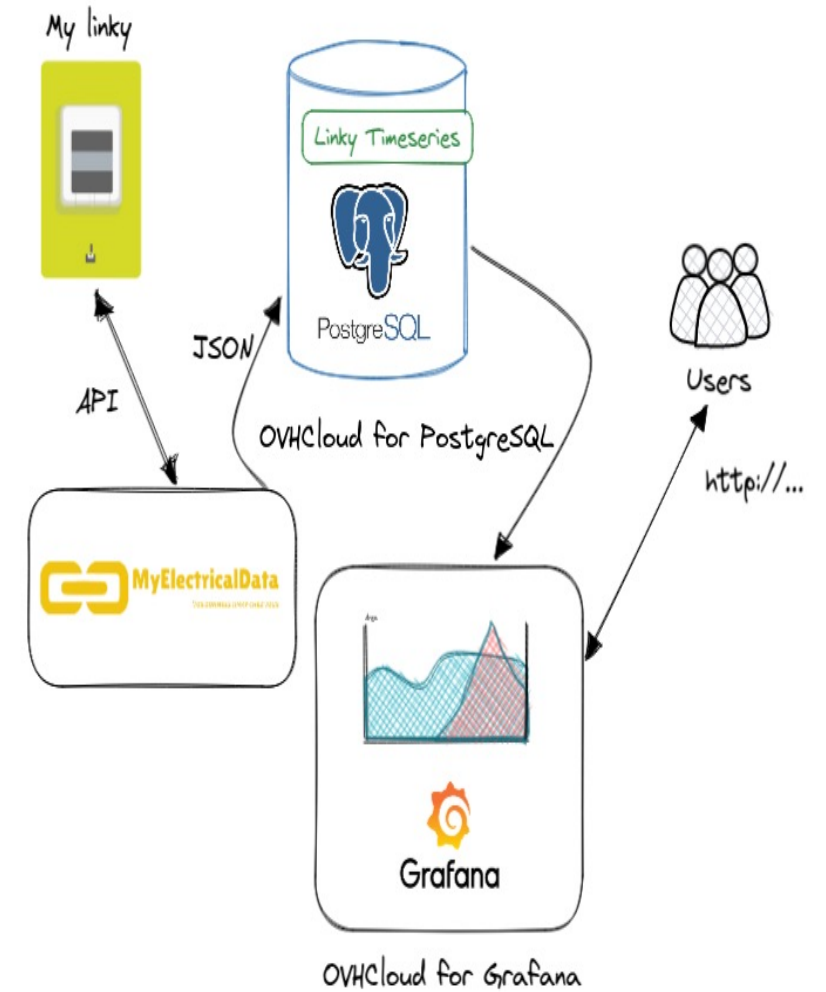 My linky
Linky Timeseries
PostgreSQL
JSON
API
OVHCloud for PostgreSQL
Users
http://...
MyElectricalData
Grafana
OVHCloud for Grafana